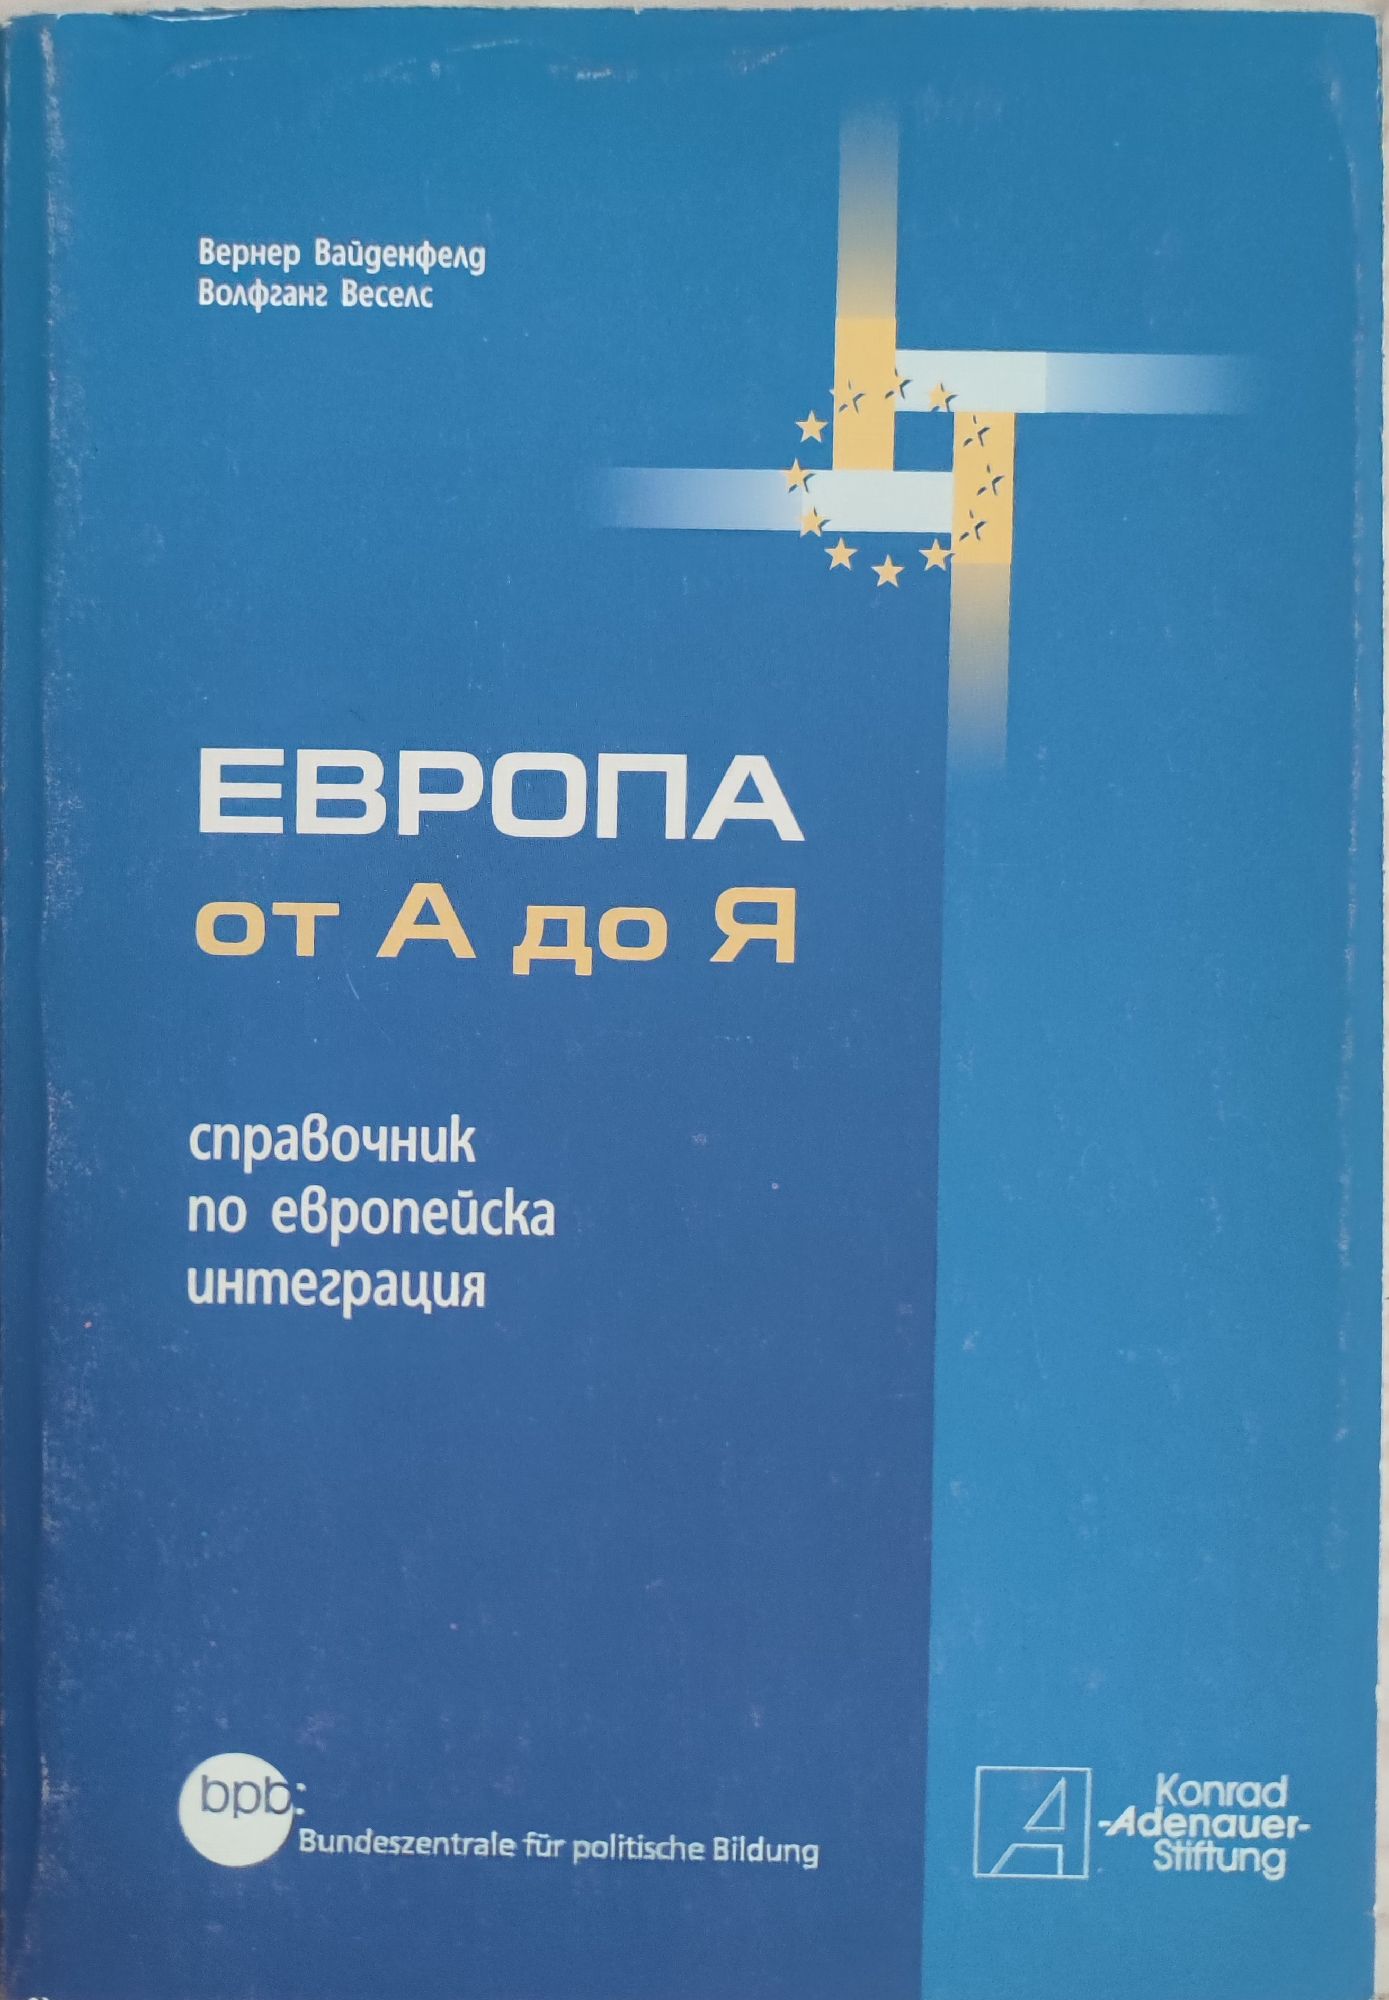 Вернер Вайденфелд
Волфганг Веселс
ЕВРОПА
от А до Я
справочник
по европейска
интеграция
bpb:
Bundeszentrale für politische Bildung
Konrad
-Adenauer-
Stiftung